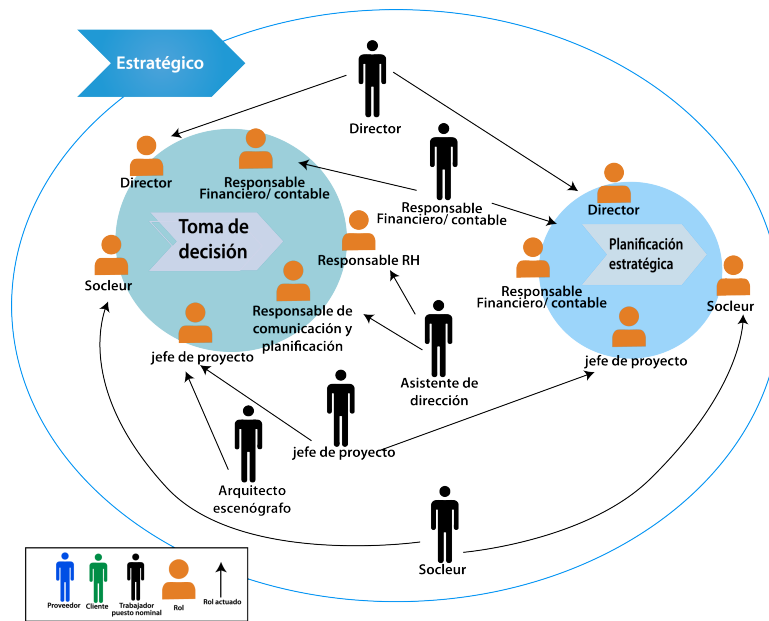 Estratégico
Director
Director
Responsable
Financiero/ contable
Responsable
Financiero/ contable
Director
Toma de
decisión
Planificación
estratégica
Responsable RH
Socleur
Responsable
Financiero/ contable
Socleur
Responsable de
comunicación y
planificación
jefe de proyecto
jefe de proyecto
Asistente de
dirección
jefe de proyecto
Arquitecto
escenógrafo
Socleur
Proveedor
Cliente
Trabajador
puesto nominal
Rol
Rol actuado